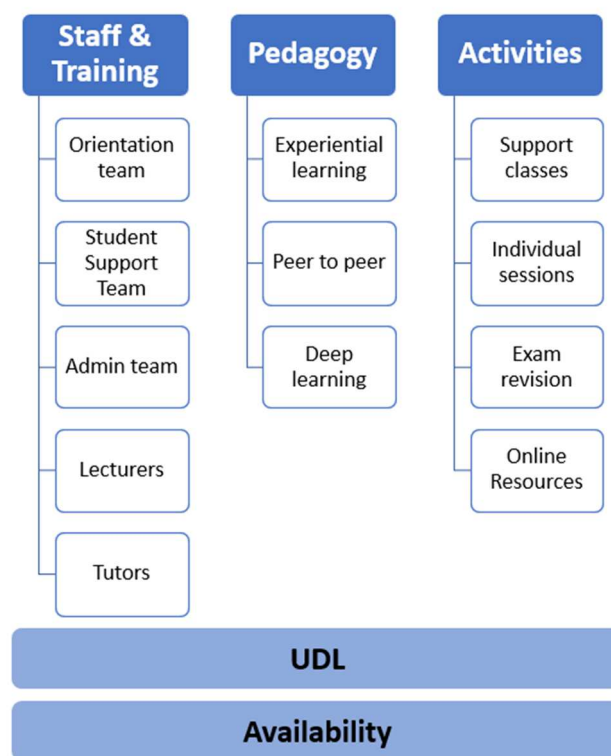 Staff &
Training
Orientation
team
Student
Support
Team
Admin team
Lecturers
Tutors
Pedagogy
Experiential
learning
Peer to peer
Deep
learning
Activities
Support
classes
Individual
sessions
Exam
revision
Online
Resources
UDL
Availability